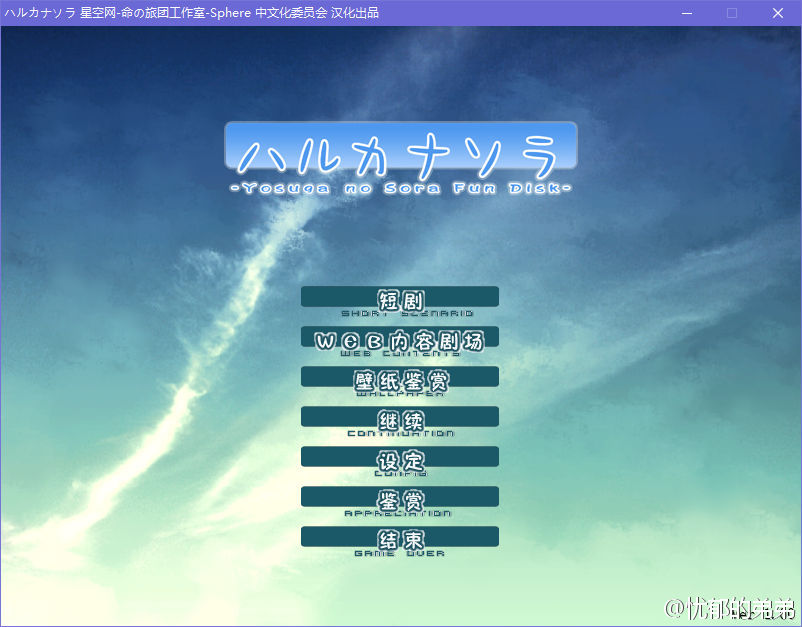 ハルカナソラ 星空网-命の旅团工作室-Sphere 中文化委员会 汉化出品
ハルカナソラ
-Yosuga no Sora Fun Disk-
短剧
SHORT SCENARIO
WEB内容剧场
WEB CONTENTS
壁纸鉴赏
WALLPAPER
继续
CONTINUATION
设定
CONFIG
鉴赏
APPRECIATION
结束
GAME OVER
@忧郁的弟弟